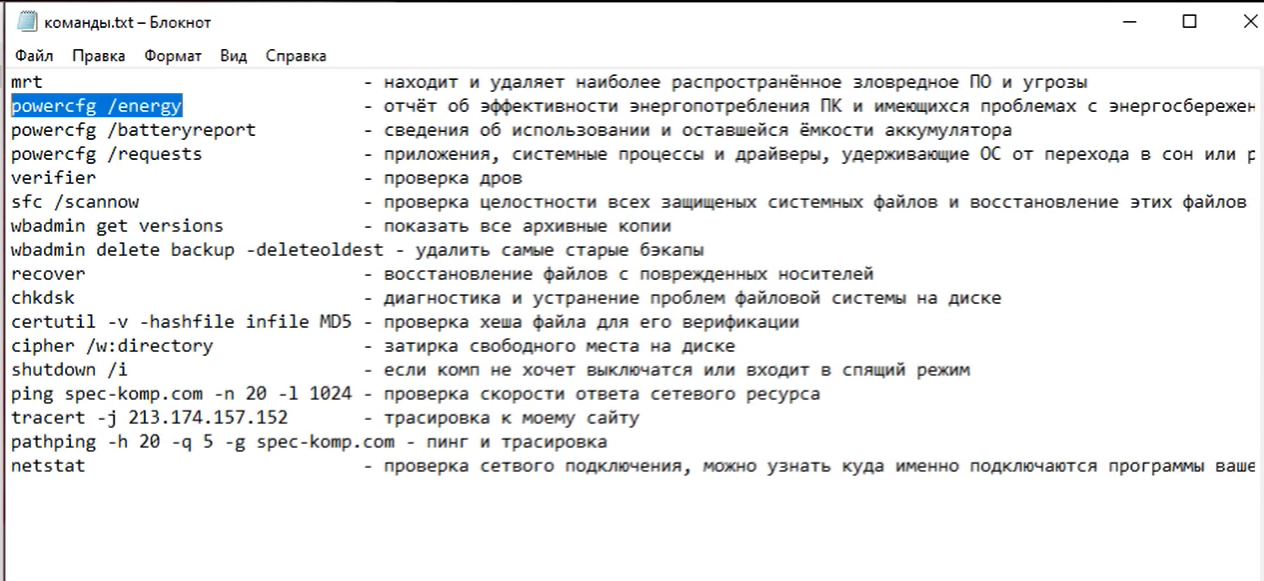 команды.txt – Блокнот
Файл Правка Формат Вид Справка
mrt - находит и удаляет наиболее распространённое зловредное ПО и угрозы
powercfg /energy - отчёт об эффективности энергопотребления ПК и имеющихся проблемах с энергосбережен
powercfg /batteryreport - сведения об использовании и оставшейся ёмкости аккумулятора
powercfg /requests - приложения, системные процессы и драйверы, удерживающие ОС от перехода в сон или р
verifier - проверка дров
sfc /scannow - проверка целостности всех защищеных системных файлов и восстановление этих файлов
wbadmin get versions - показать все архивные копии
wbadmin delete backup -deleteoldest - удалить самые старые бэкапы
recover - восстановление файлов с поврежденных носителей
chkdsk - диагностика и устранение проблем файловой системы на диске
certutil -v -hashfile infile MD5 - проверка хеша файла для его верификации
cipher /w:directory - затирка свободного места на диске
shutdown /i - если комп не хочет выключатся или входит в спящий режим
ping spec-komp.com -n 20 -l 1024 - проверка скорости ответа сетевого ресурса
tracert -j 213.174.157.152 - трасировка к моему сайту
pathping -h 20 -q 5 -g spec-komp.com - пинг и трасировка
netstat - проверка сетвого подключения, можно узнать куда именно подключаются программы ваше